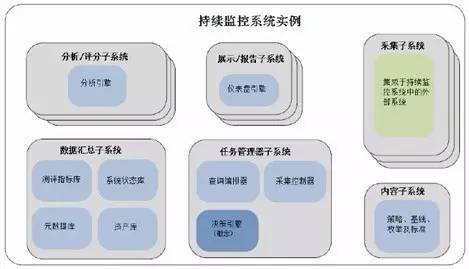 持续监控系统实例
分析/评分子系统
分析引擎
展示/报告子系统
仪表盘引擎
采集子系统
集成于持续监
控系统中的外
部系统
数据汇总子系统
测评指标库
系统状态库
元数据库
资产库
任务管理器子系统
查询编排器
采集控制器
决策引擎
(概念)
内容子系统
策略、基线、
枚举及标准